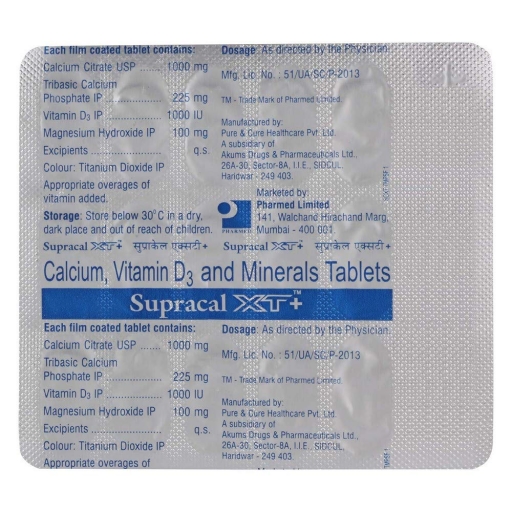 Each film coated tablet contains:
Calcium Citrate USP ...... 1000 mg
Tribasic Calcium
Phosphate IP .................. 225 mg
Vitamin D3 IP ................. 1000 IU
Magnesium Hydroxide IP 100 mg
Excipients ........................ q.s.
Colour: Titanium Dioxide IP
Appropriate overages of
vitamin added.
Storage: Store below 30°C in a dry,
dark place and out of reach of children.
Dosage: As directed by the Physician.
Mfg. Lic. No. : 51/UA/SC/P-2013
TM - Trade Mark of Pharmed Limited.
Manufactured by:
Pure & Cure Healthcare Pvt. Ltd.
A subsidiary of
Akums Drugs & Pharmaceuticals Ltd.,
26A-30, Sector-8A, I.I.E., SIDCUL,
Haridwar - 249 403.
Marketed by:
Pharmed Limited
141, Walchand Hirachand Marg,
Mumbai - 400 001
PHARMED
Supracal XT+ सुप्राकेल एक्सटी+ Supracal XT+ सुप्राकेल एक्सटी+
Calcium, Vitamin D3 and Minerals Tablets
Supracal XT+™
Each film coated tablet contains:
Calcium Citrate USP ....... 1000 mg
Tribasic Calcium
Phosphate IP .................. 225 mg
Vitamin D3 IP ................. 1000 IU
Magnesium Hydroxide IP 100 mg
Excipients ........................ q.s.
Colour: Titanium Dioxide IP
Appropriate overages of
Dosage: As directed by the Physician.
Mfg. Lic. No. : 51/UA/SC/P-2013
TM - Trade Mark of Pharmed Limited.
Manufactured by:
Pure & Cure Healthcare Pvt. Ltd.
A subsidiary of
Akums Drugs & Pharmaceuticals Ltd.,
26A-30, Sector-8A, I.I.E., SIDCUL,
Haridwar - 249 403.